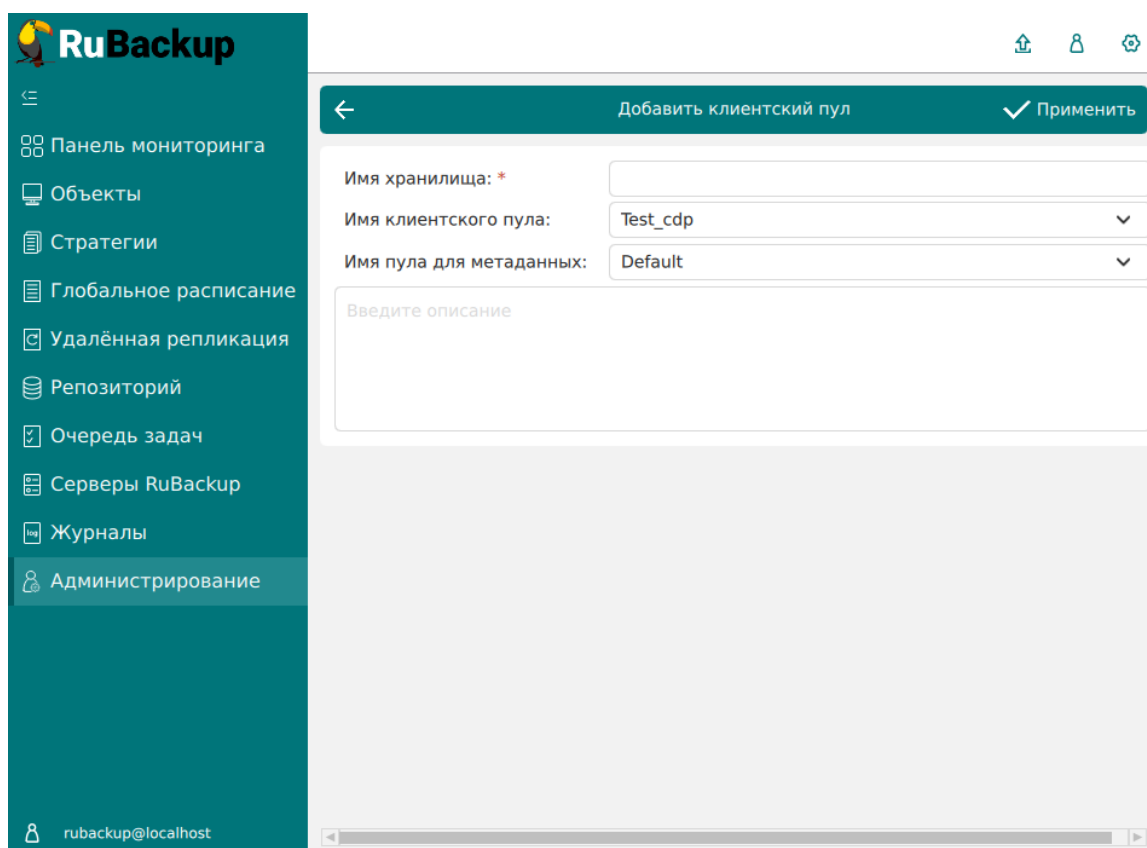 RuBackup
Панель мониторинга
Объекты
Стратегии
Глобальное расписание
Удалённая репликация
Репозиторий
Очередь задач
Серверы RuBackup
log Журналы
Администрирование
rubackup@localhost
Добавить клиентский пул
Применить
Имя хранилища: *
Имя клиентского пула: Test_cdp
Имя пула для метаданных: Default
Введите описание